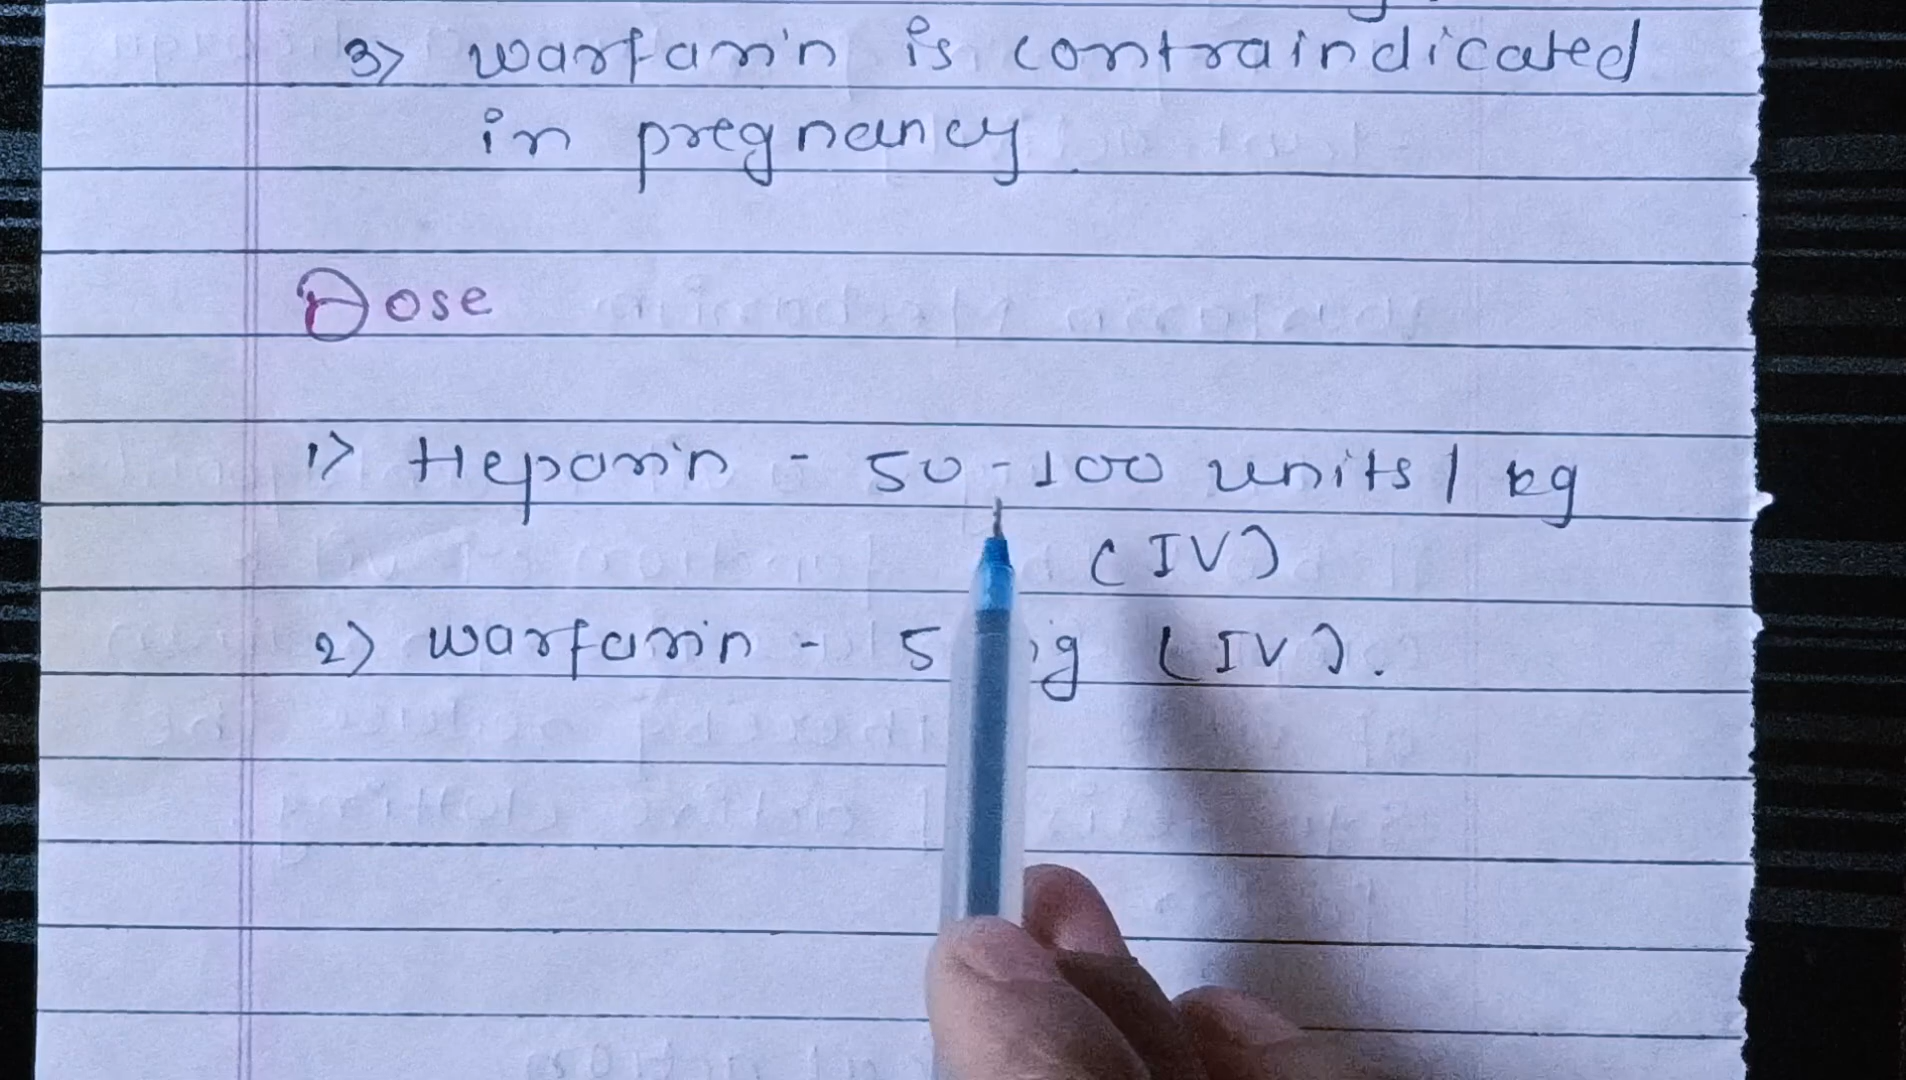 3) warfarin is contraindicated
in pregnancy
Dose
1) Heparin - 50-100 units / kg
(IV)
2) warfarin - 5 (IV).